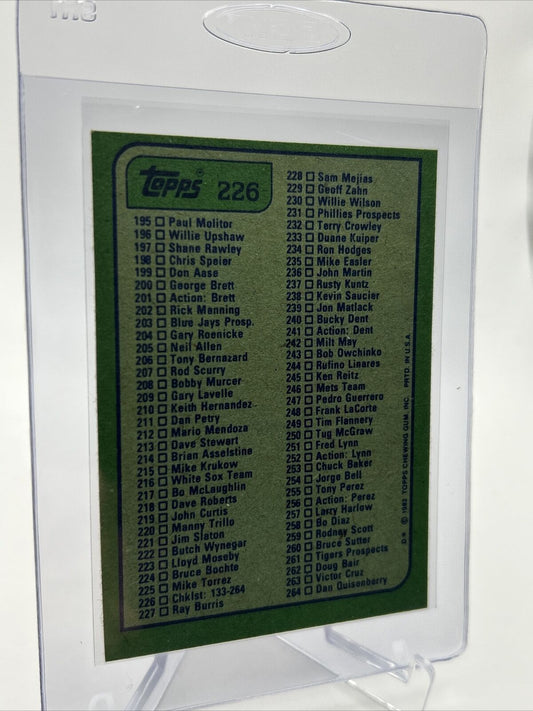 Topps® 226
195 Paul Molitor
196 Willie Upshaw
197 Shane Rawley
198 Chris Speier
199 Don Aase
200 George Brett
201 Action: Brett
202 Rick Manning
203 Blue Jays Prosp.
204 Gary Roenicke
205 Neil Allen
206 Tony Bernazard
207 Rod Scurry
208 Bobby Murcer
209 Gary Lavelle
210 Keith Hernandez
211 Dan Petry
212 Mario Mendoza
213 Dave Stewart
214 Brian Asselstine
215 Mike Krukow
216 White Sox Team
217 Bo McLaughlin
218 Dave Roberts
219 John Curtis
220 Manny Trillo
221 Jim Slaton
222 Butch Wynegar
223 Lloyd Moseby
224 Bruce Bochte
225 Mike Torrez
226 Chklst: 133-264
227 Ray Burris
228 Sam Mejias
229 Geoff Zahn
230 Willie Wilson
231 Phillies Prospects
232 Terry Crowley
233 Duane Kuiper
234 Ron Hodges
235 Mike Easler
236 John Martin
237 Rusty Kuntz
238 Kevin Saucier
239 Jon Matlack
240 Bucky Dent
241 Action: Dent
242 Milt May
243 Bob Owchinko
244 Rufino Linares
245 Ken Reitz
246 Mets Team
247 Pedro Guerrero
248 Frank LaCorte
249 Tim Flannery
250 Tug McGraw
251 Fred Lynn
252 Action: Lynn
253 Chuck Baker
254 Jorge Bell
255 Tony Perez
256 Action: Perez
257 Larry Harlow
258 Bo Diaz
259 Rodney Scott
260 Bruce Sutter
261 Tigers Prospects
262 Doug Bair
263 Victor Cruz
264 Dan Quisenberry
© 1982 TOPPS CHEWING GUM, INC. PRTD. IN U.S.A.